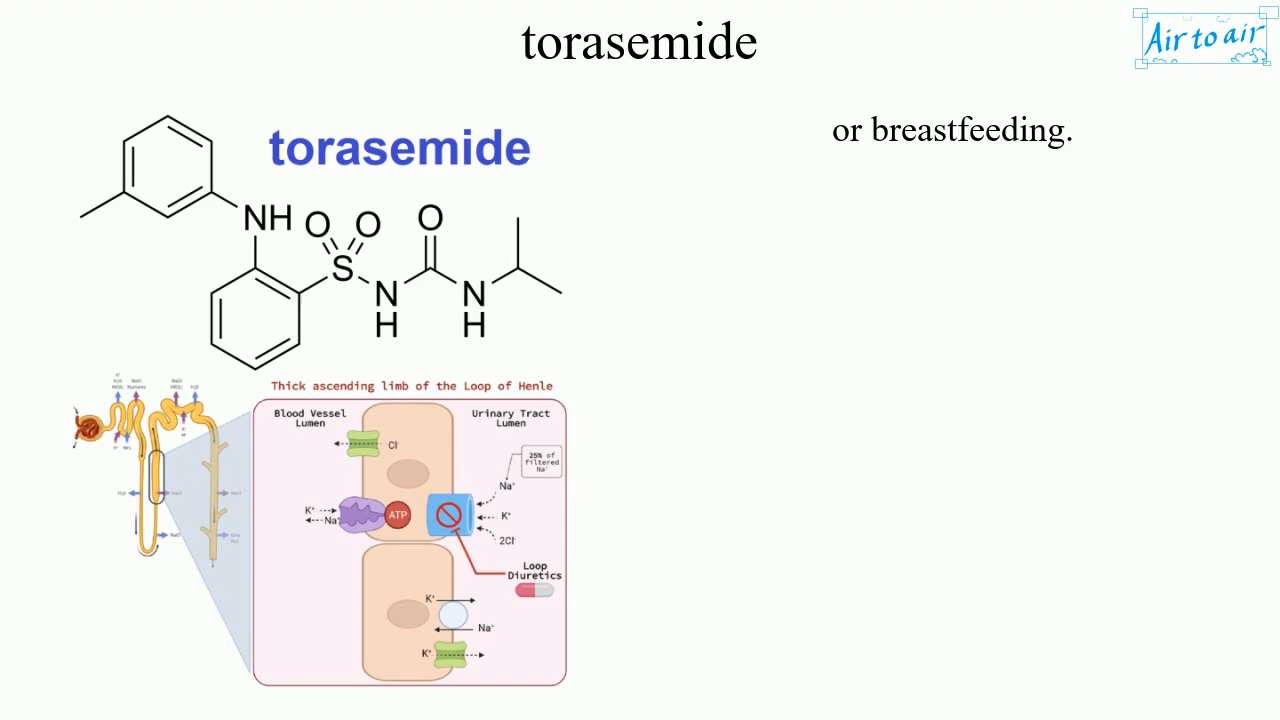 torasemide
Air to air
or breastfeeding.
torasemide
NH
O
O
O
S
N
H
N
H
Thick ascending limb of the Loop of Henle
Blood Vessel
Lumen
Urinary Tract
Lumen
Cl⁻
25% of
filtered
Na⁺
Na⁺
K⁺
Na⁺
ATP
K⁺
2Cl⁻
Loop
Diuretics
K⁺
Na⁺
K⁺